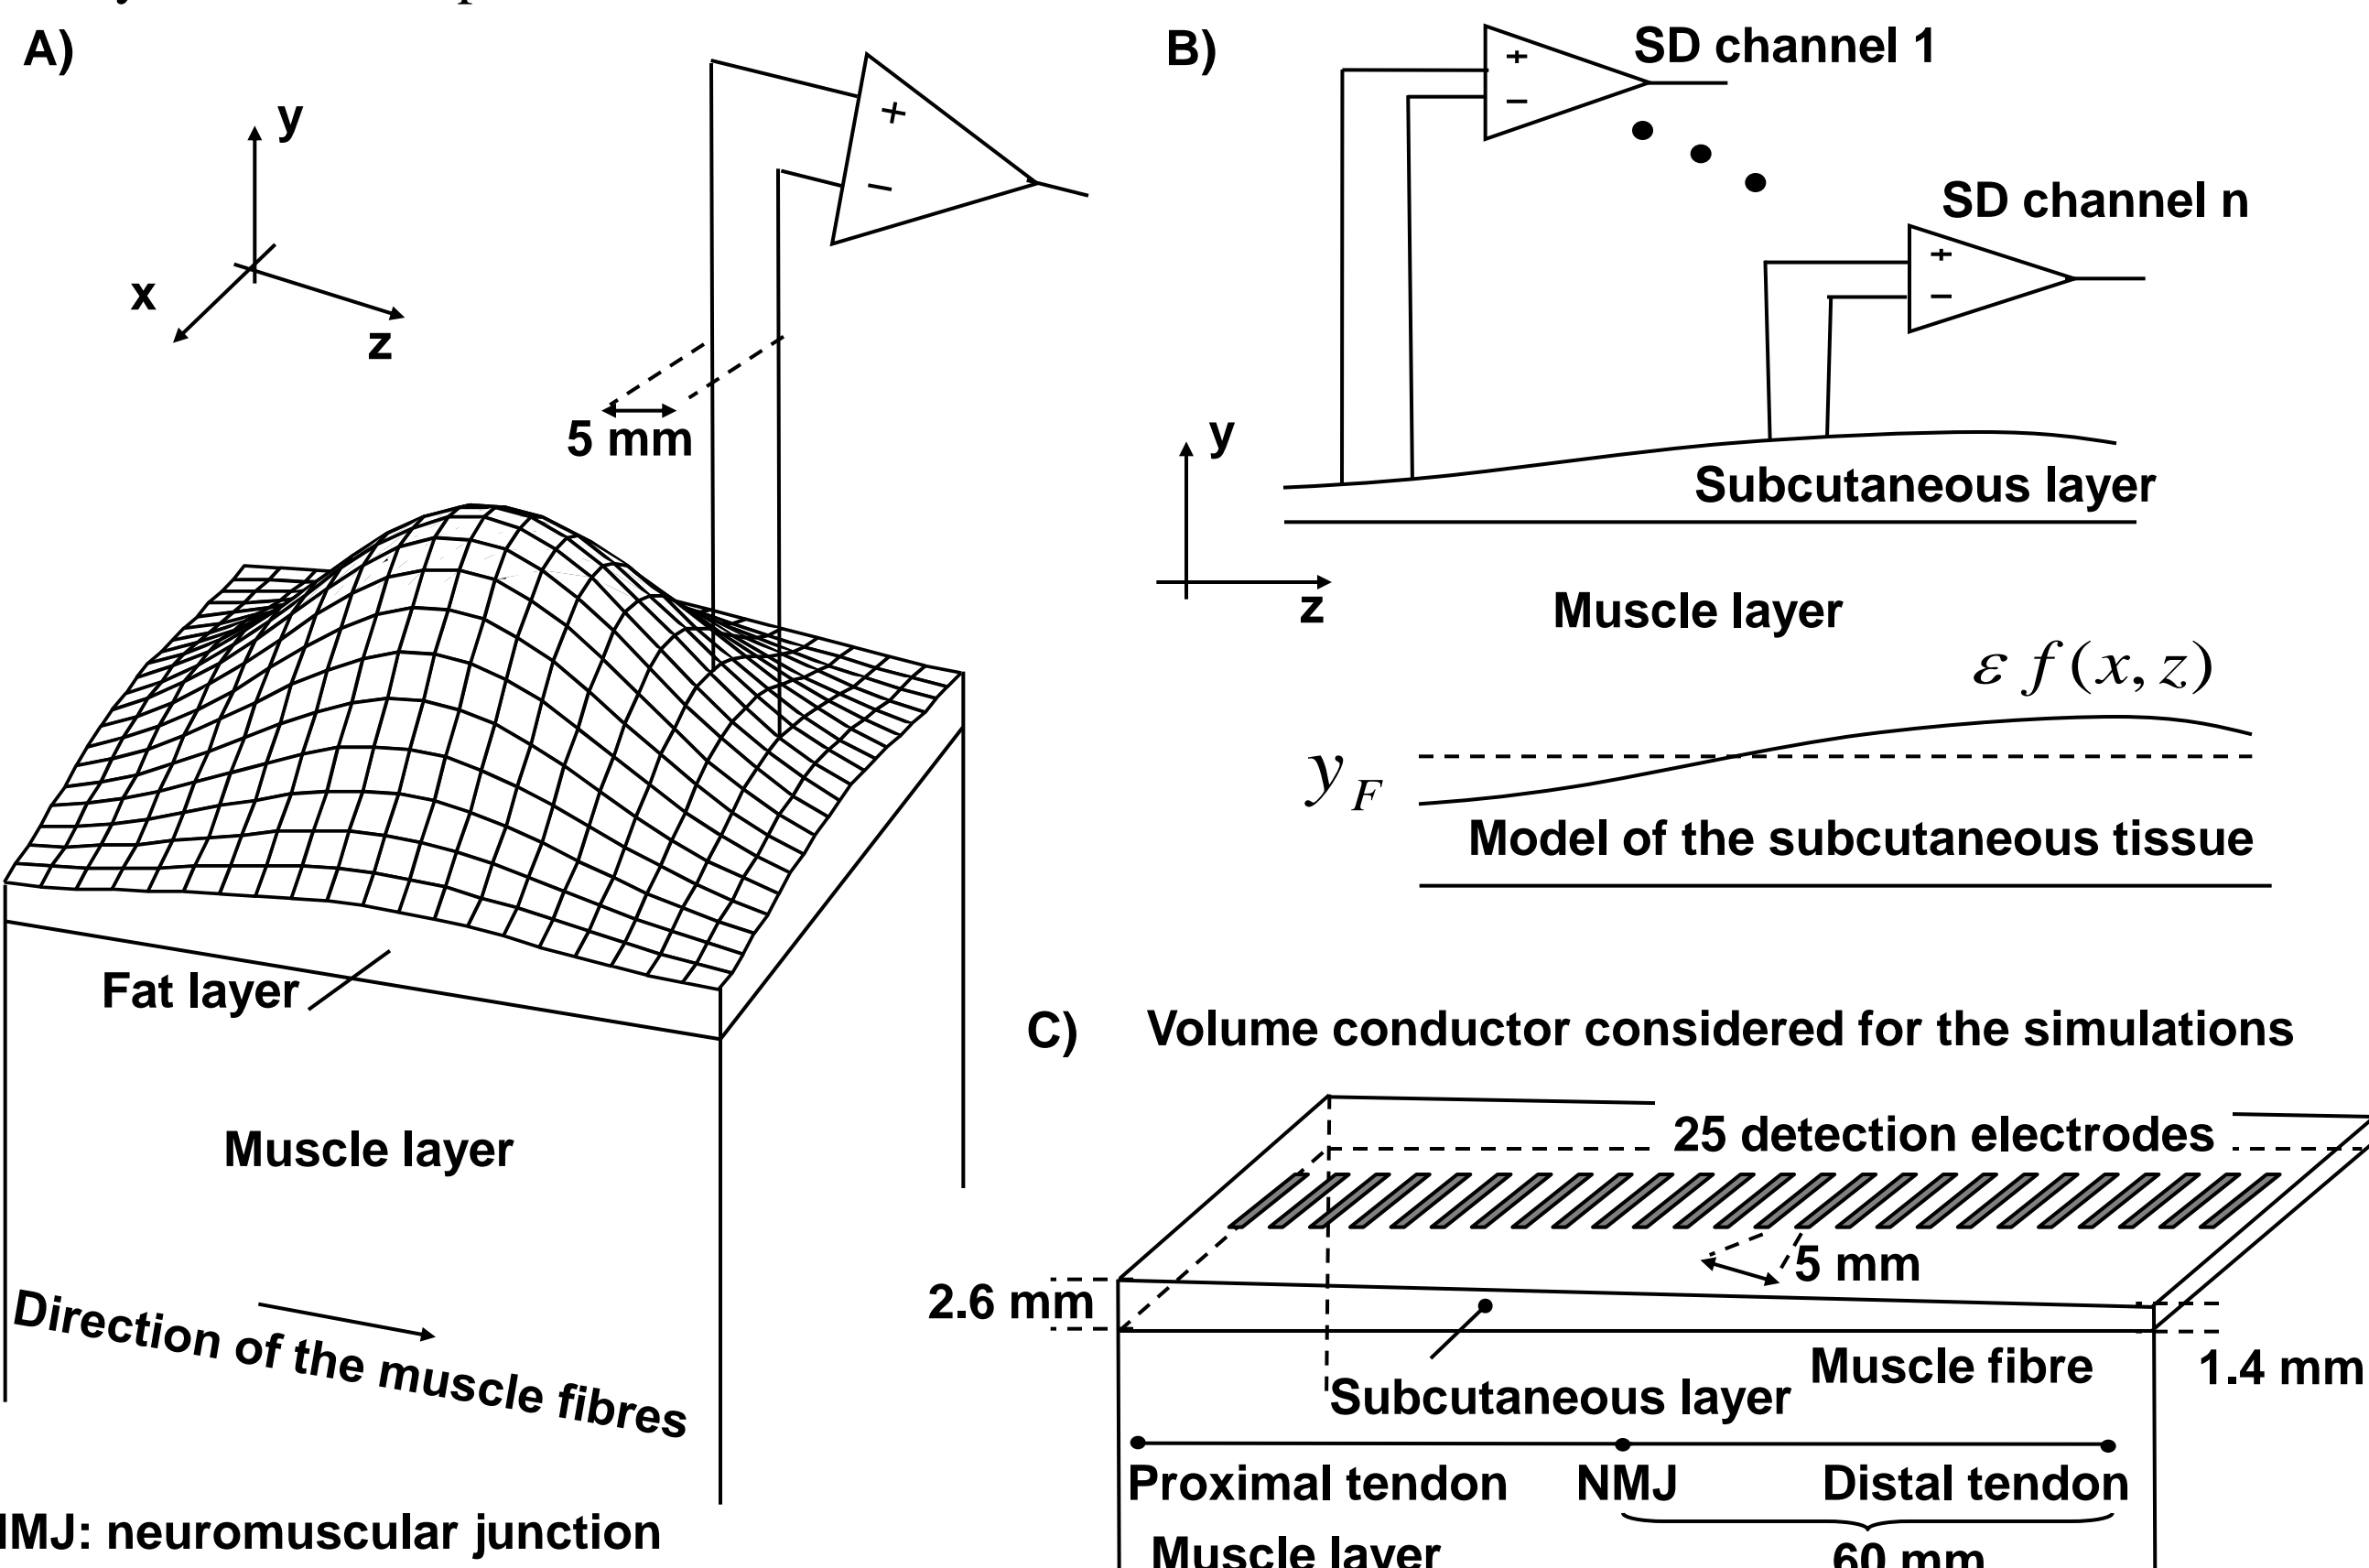 A)
y
x
z
+
−
5 mm
Fat layer
Muscle layer
Direction of the muscle fibres
MJ: neuromuscular junction
B)
SD channel 1
+
−
SD channel n
+
−
y
z
Subcutaneous layer
Muscle layer
ε f(x, z)
y_F
Model of the subcutaneous tissue
C) Volume conductor considered for the simulations
25 detection electrodes
5 mm
2.6 mm
1.4 mm
Subcutaneous layer
Muscle fibre
Proximal tendon NMJ Distal tendon
Muscle layer
60 mm